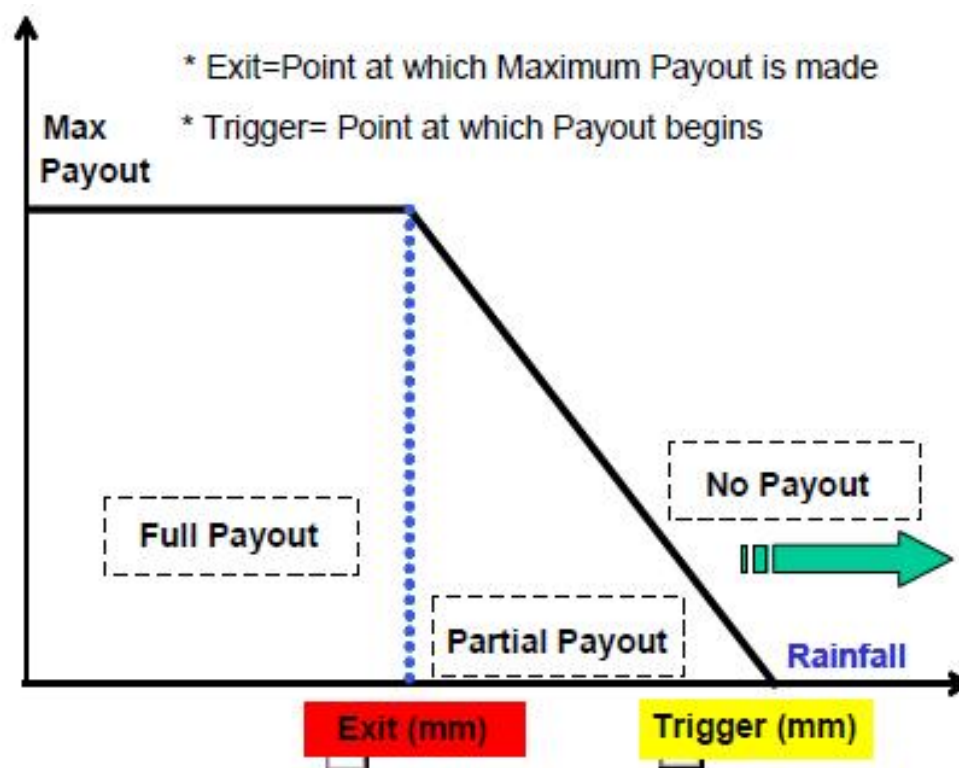 * Exit=Point at which Maximum Payout is made
* Trigger= Point at which Payout begins
Max
Payout
No Payout
Full Payout
Partial Payout
Rainfall
Exit (mm)
Trigger (mm)